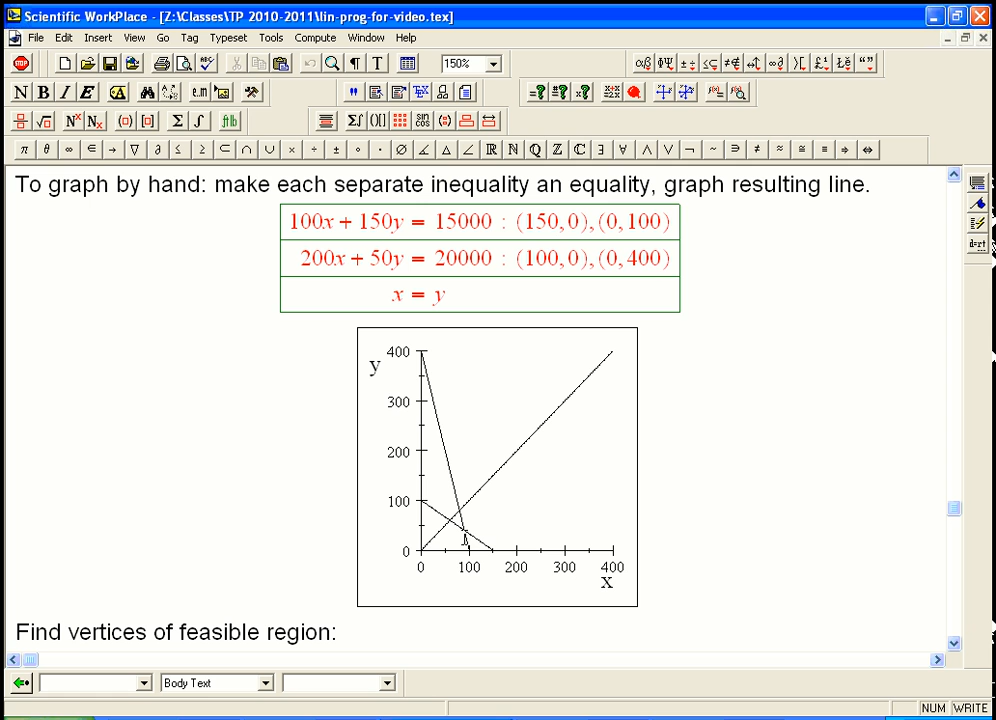 Scientific WorkPlace - [Z:\Classes\TP 2010-2011\lin-prog-for-video.tex]
File Edit Insert View Go Tag Typeset Tools Compute Window Help
STOP 150%
N B I E
π θ ∞ ∈ → ∇ ∂ ≤ ≥ ⊂ ∩ ∪ × ÷ ± ∘ · ∅ ∡ △ ∠ ℝ ℕ ℚ ℤ ℂ ∃ ∀ ∧ ∨ ¬ ~ ∋ ≠ ≈ ≅ ≡ ⇒ ⇔
To graph by hand: make each separate inequality an equality, graph resulting line.
100x + 150y = 15000 : (150, 0), (0, 100)
200x + 50y = 20000 : (100, 0), (0, 400)
x = y
y
400
300
200
100
0
0 100 200 300 400
x
Find vertices of feasible region:
Body Text
NUM WRITE